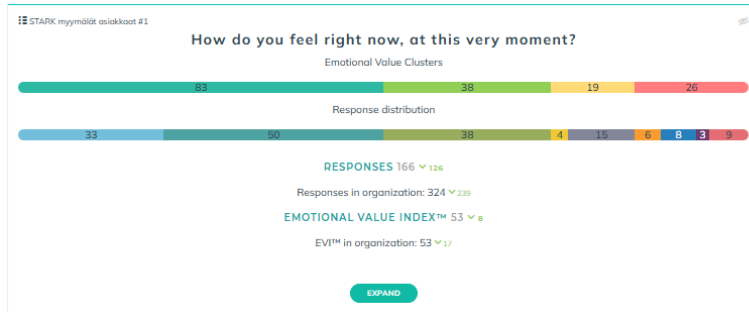 STARK myymälät asiakkaat #1
How do you feel right now, at this very moment?
Emotional Value Clusters
83 38 19 26
Response distribution
33 50 38 4 15 6 8 3 9
RESPONSES 166 126
Responses in organization: 324 239
EMOTIONAL VALUE INDEX™ 53 8
EVI™ in organization: 53 17
EXPAND